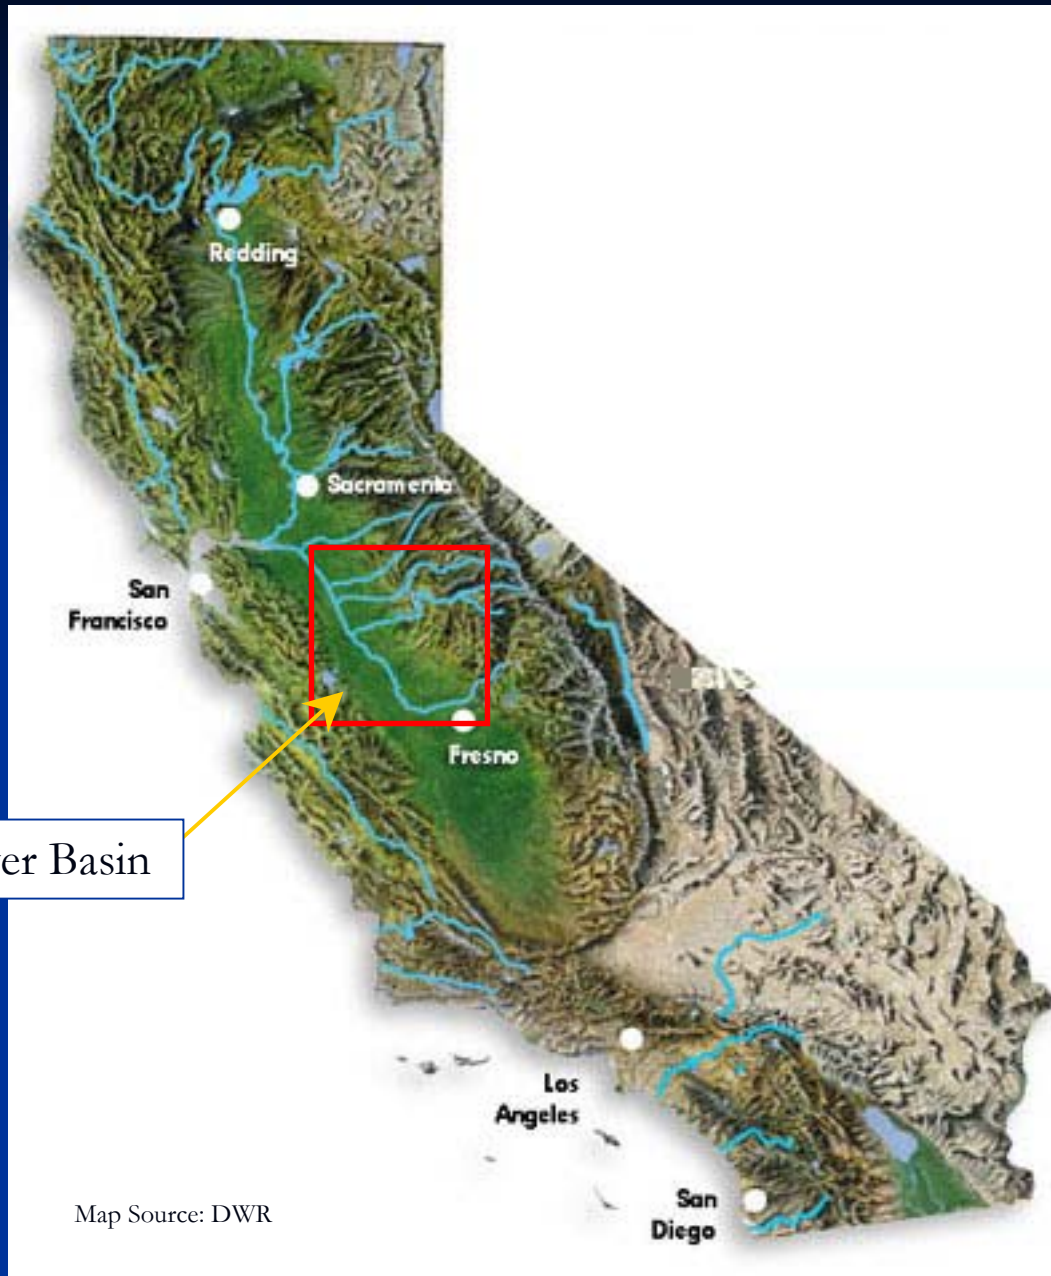 Redding
Sacramento
San
Francisco
Fresno
er Basin
Los
Angeles
San
Diego
Map Source: DWR